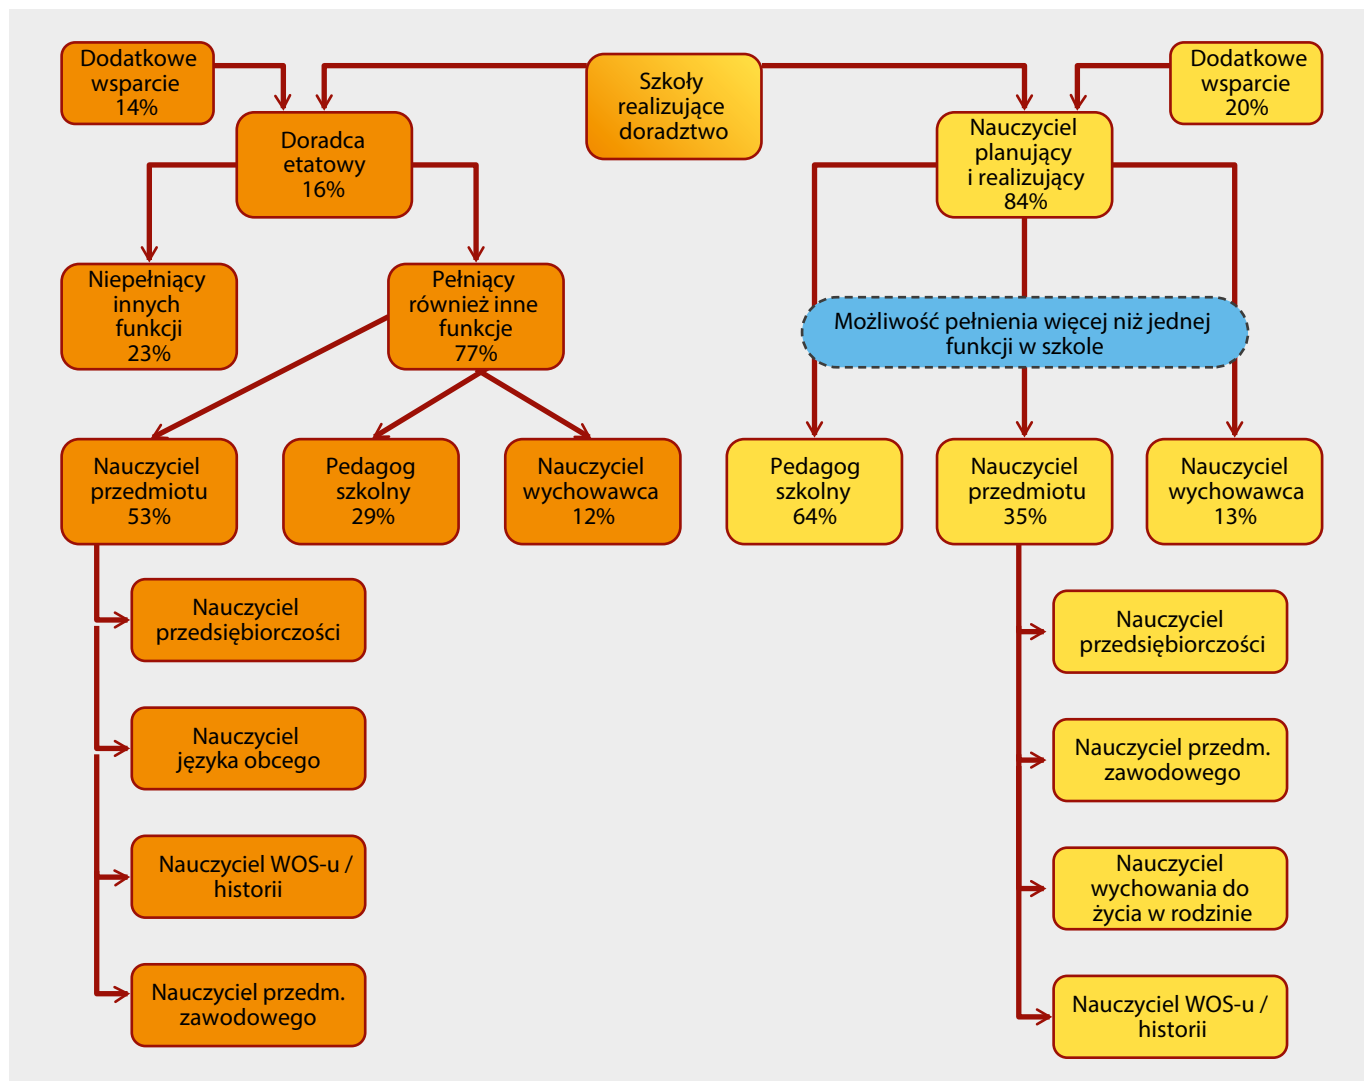 Dodatkowe
wsparcie
14%
Szkoły
realizujące
doradztwo
Dodatkowe
wsparcie
20%
Doradca
etatowy
16%
Nauczyciel
planujący
i realizujący
84%
Niepełniący
innych
funkcji
23%
Pełniący
również inne
funkcje
77%
Możliwość pełnienia więcej niż jednej
funkcji w szkole
Nauczyciel
przedmiotu
53%
Pedagog
szkolny
29%
Nauczyciel
wychowawca
12%
Pedagog
szkolny
64%
Nauczyciel
przedmiotu
35%
Nauczyciel
wychowawca
13%
Nauczyciel
przedsiębiorczości
Nauczyciel
języka obcego
Nauczyciel WOS-u /
historii
Nauczyciel przedm.
zawodowego
Nauczyciel
przedsiębiorczości
Nauczyciel przedm.
zawodowego
Nauczyciel
wychowania do
życia w rodzinie
Nauczyciel WOS-u /
historii